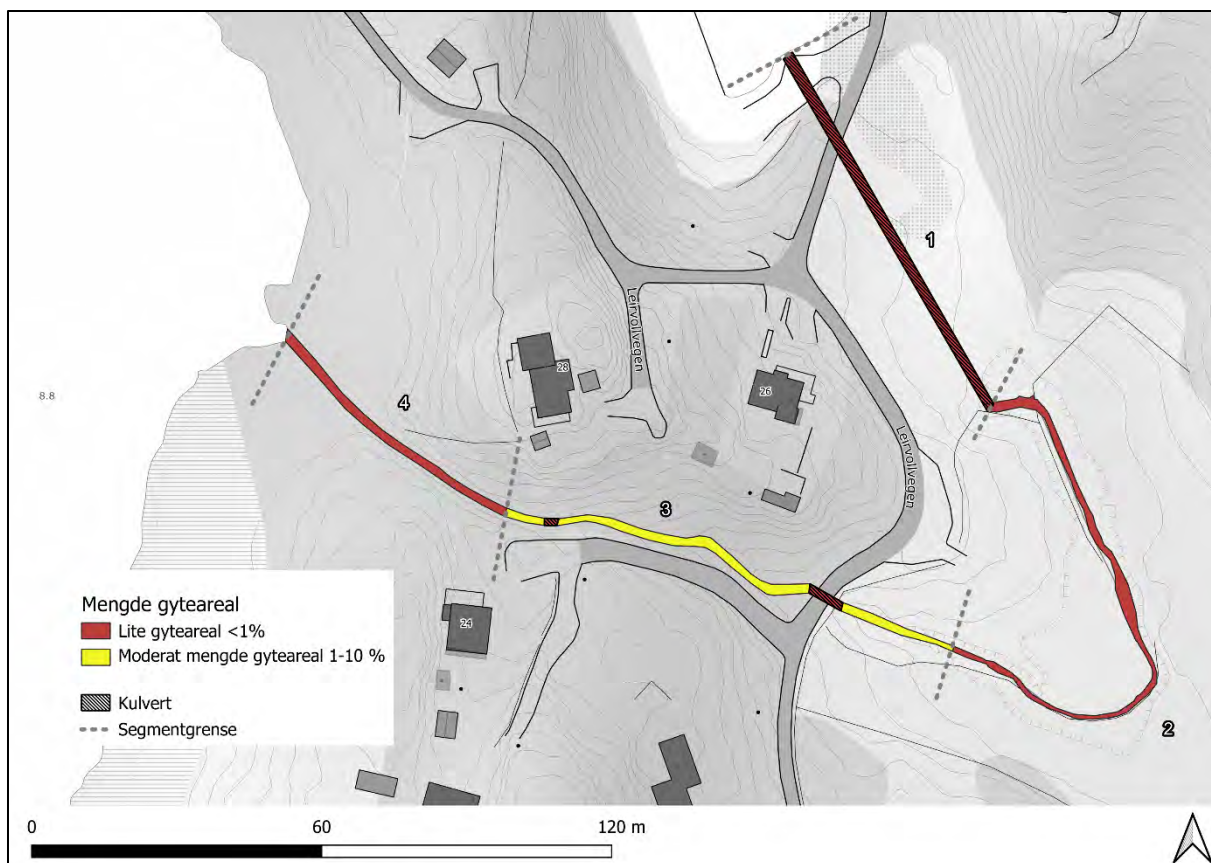 1
Leirvollvegen
28
26
8.8
4
Leirvollvegen
3
24
2
Mengde gyteareal
Lite gyteareal <1%
Moderat mengde gyteareal 1-10 %
Kulvert
Segmentgrense
0
60
120 m